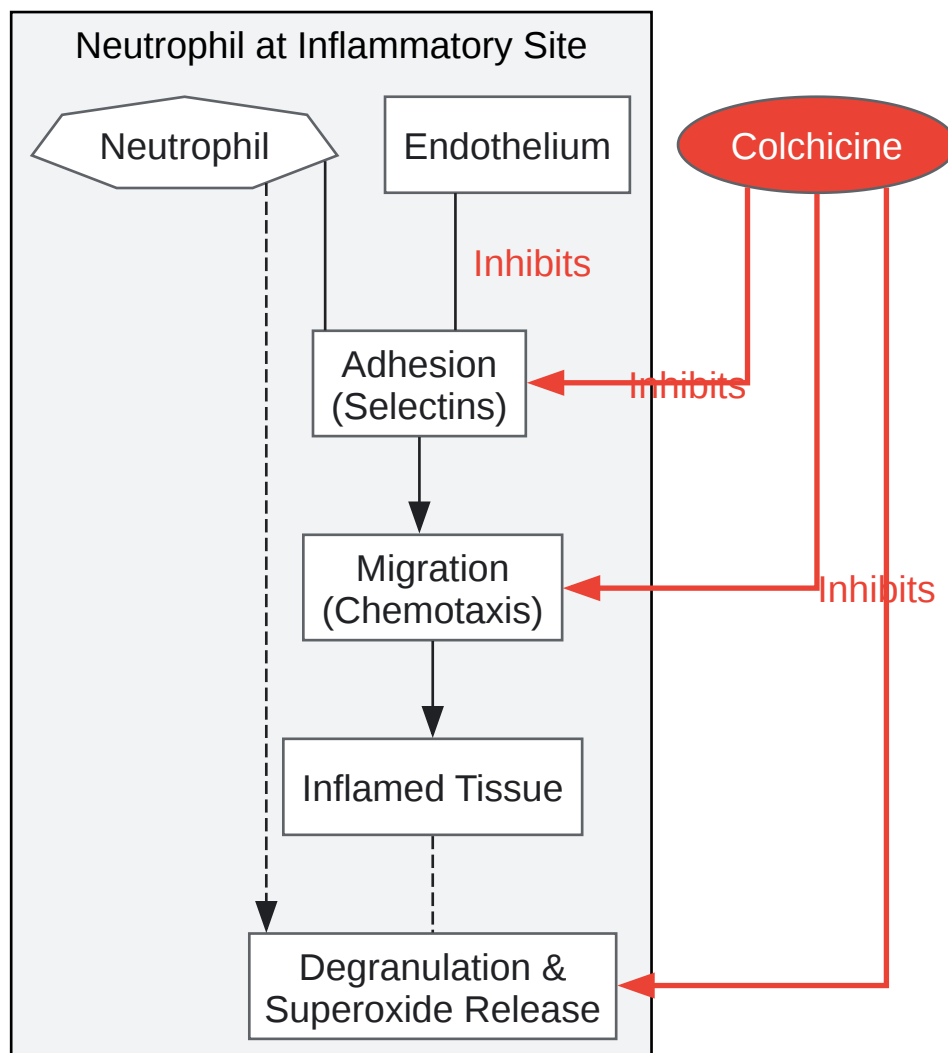 Neutrophil at Inflammatory Site
Neutrophil
Endothelium
Colchicine
Inhibits
Adhesion
(Selectins)
Inhibits
Migration
(Chemotaxis)
Inhibits
Inflamed Tissue
Degranulation &
Superoxide Release